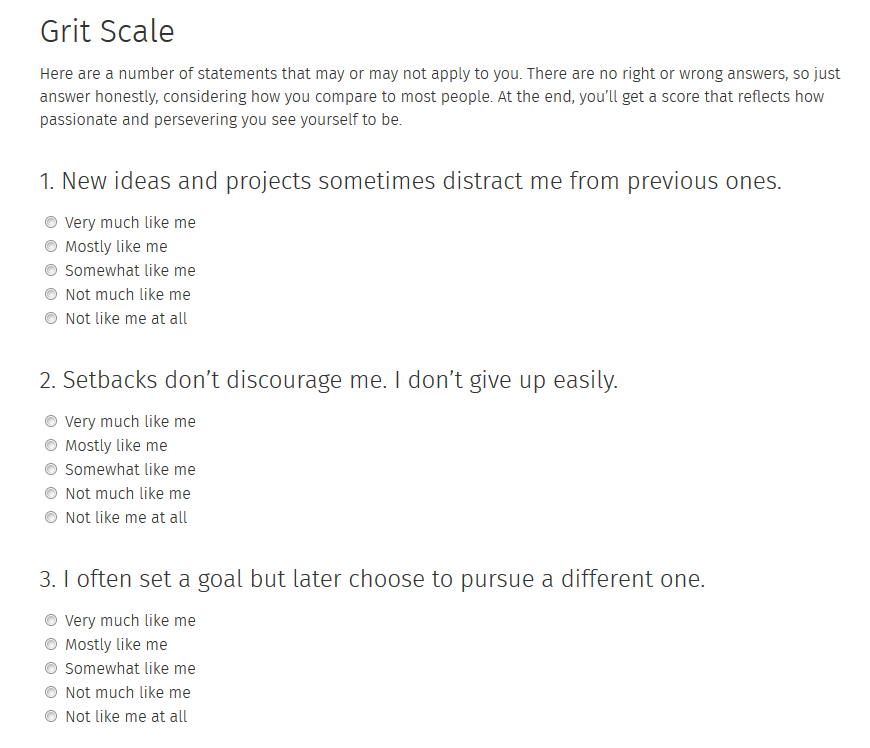 Grit Scale
Here are a number of statements that may or may not apply to you. There are no right or wrong answers, so just
answer honestly, considering how you compare to most people. At the end, you’ll get a score that reflects how
passionate and persevering you see yourself to be.
1. New ideas and projects sometimes distract me from previous ones.
Very much like me
Mostly like me
Somewhat like me
Not much like me
Not like me at all
2. Setbacks don’t discourage me. I don’t give up easily.
Very much like me
Mostly like me
Somewhat like me
Not much like me
Not like me at all
3. I often set a goal but later choose to pursue a different one.
Very much like me
Mostly like me
Somewhat like me
Not much like me
Not like me at all